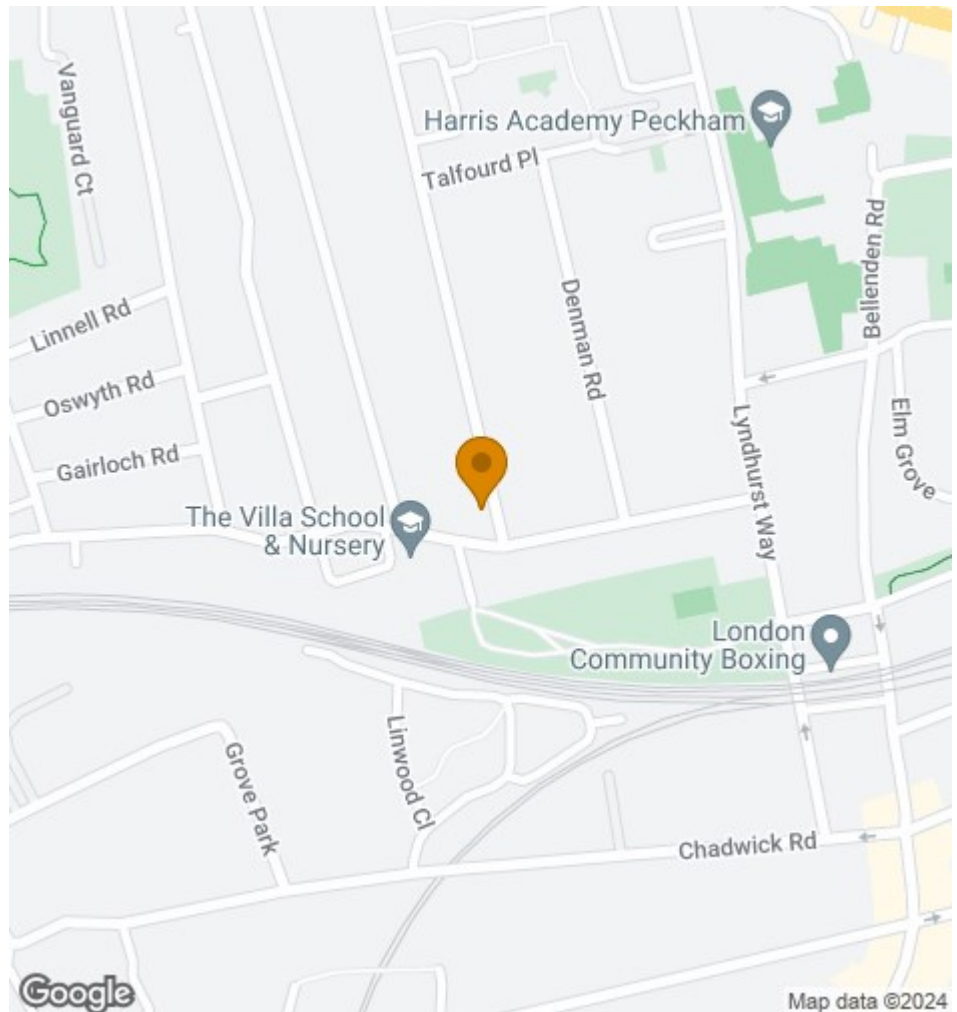 Vanguard Ct
Harris Academy Peckham
Talfourd Pl
Bellenden Rd
Linnell Rd
Denman Rd
Oswyth Rd
Elm Grove
Lyndhurst Way
Gairloch Rd
The Villa School
& Nursery
London
Community Boxing
Linwood Cl
Grove Park
Chadwick Rd
Google
Map data ©2024